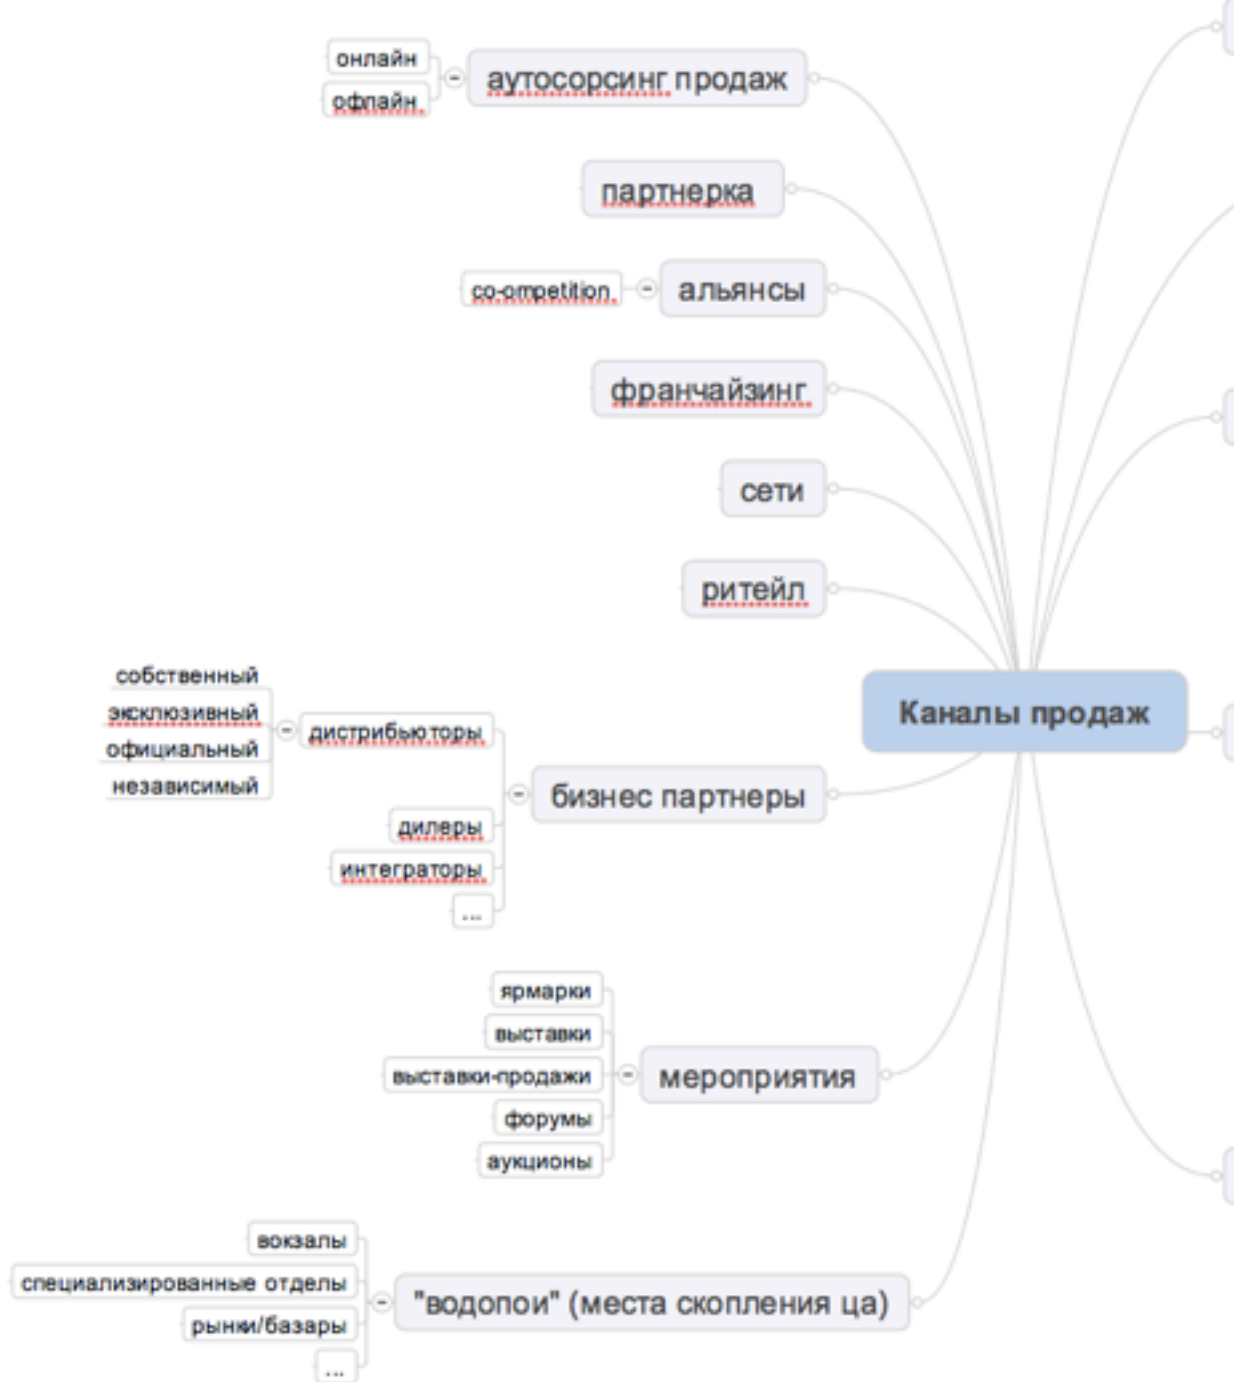 онлайн
офлайн
аутосорсинг продаж
партнерка
co-ompetition
альянсы
франчайзинг
сети
ритейл
Каналы продаж
собственный
эксклюзивный
официальный
независимый
дистрибьюторы
дилеры
интеграторы
...
бизнес партнеры
ярмарки
выставки
выставки-продажи
форумы
аукционы
мероприятия
вокзалы
специализированные отделы
рынки/базары
...
"водопои" (места скопления ца)